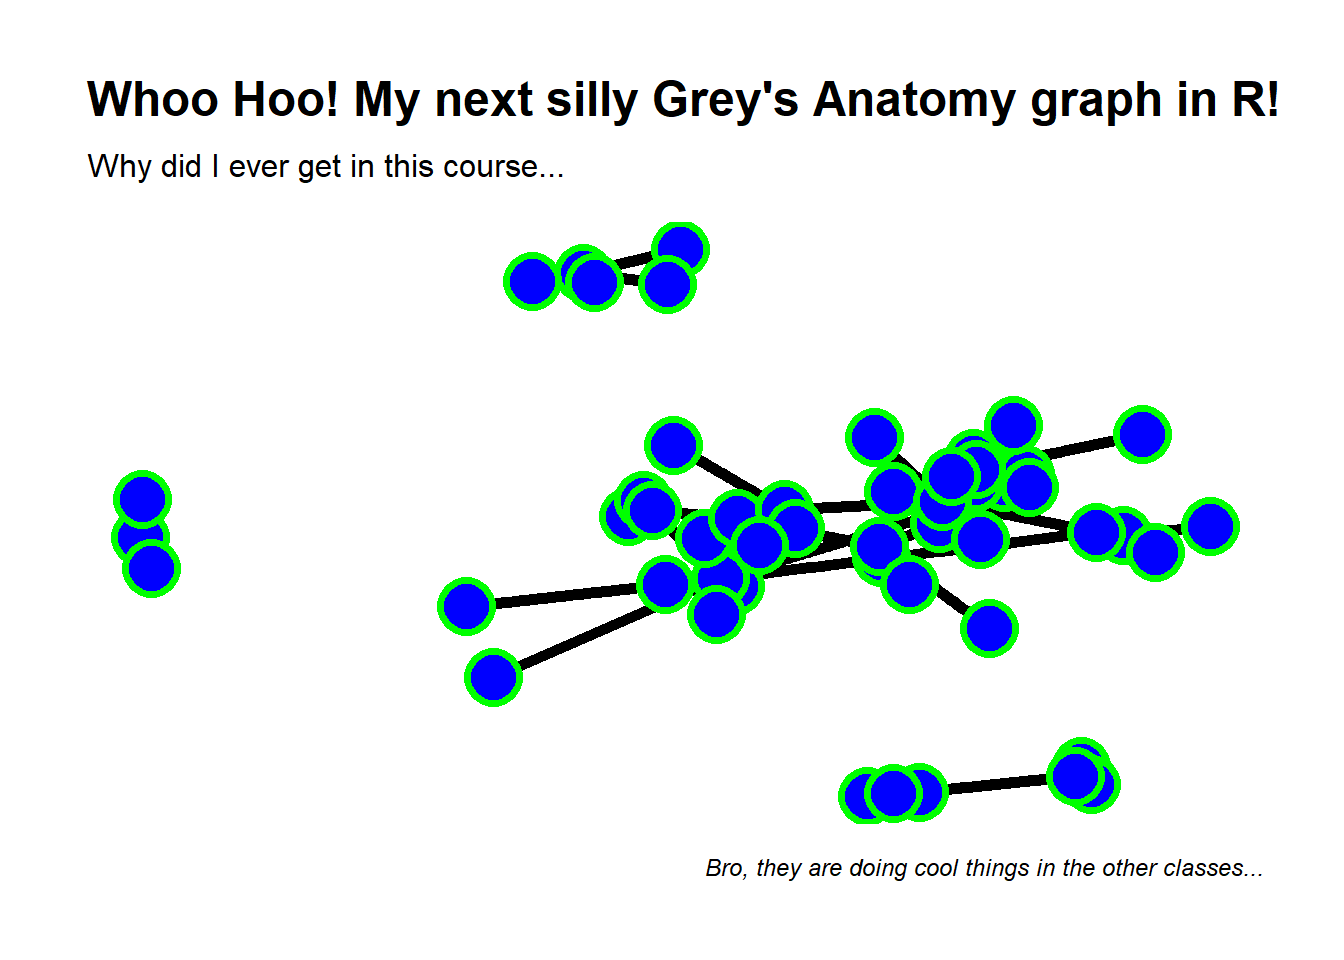 Whoo Hoo! My next silly Grey's Anatomy graph in R!
Why did I ever get in this course...
Bro, they are doing cool things in the other classes...